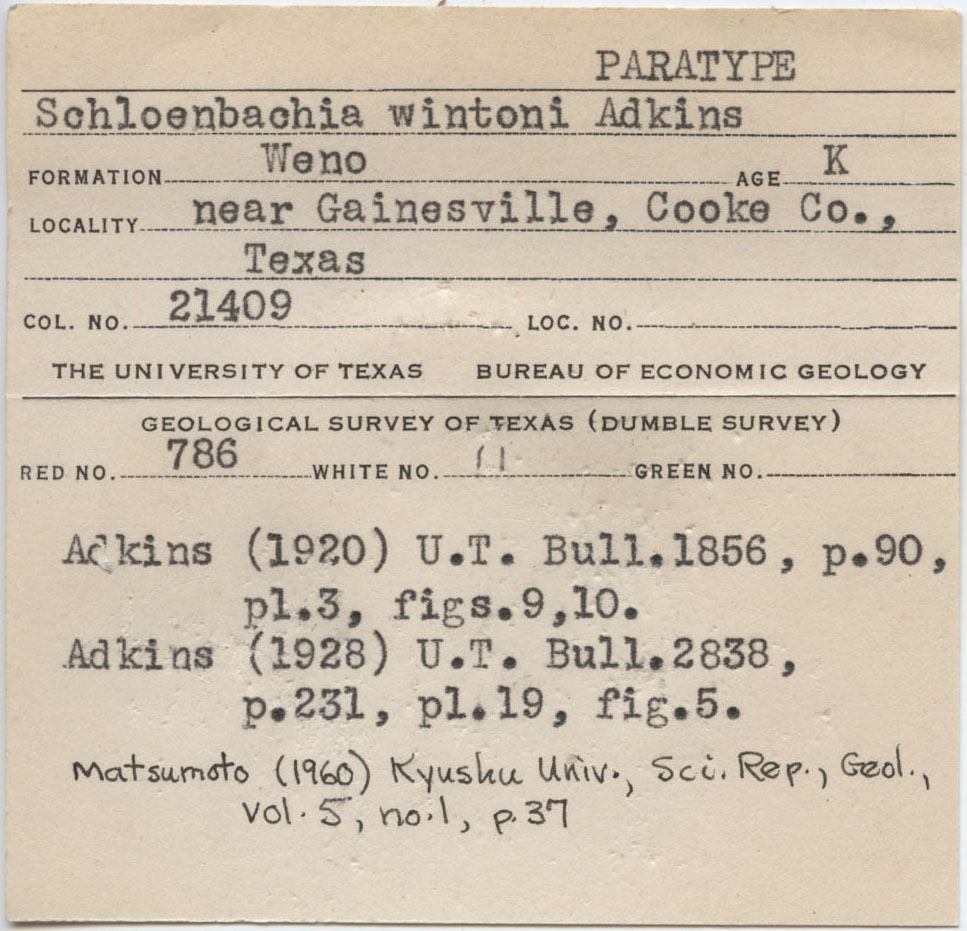 PARATYPE
Schloenbachia wintoni Adkins
FORMATION Weno AGE K
LOCALITY near Gainesville, Cooke Co.,
Texas
COL. NO. 21409 LOC. NO.
THE UNIVERSITY OF TEXAS BUREAU OF ECONOMIC GEOLOGY
GEOLOGICAL SURVEY OF TEXAS (DUMBLE SURVEY)
RED NO. 786 WHITE NO. GREEN NO.
Adkins (1920) U.T. Bull.1856, p.90,
pl.3, figs.9,10.
Adkins (1928) U.T. Bull.2838,
p.231, pl.19, fig.5.
Matsumoto (1960) Kyushu Univ., Sci. Rep., Geol.,
vol. 5, no.1, p.37